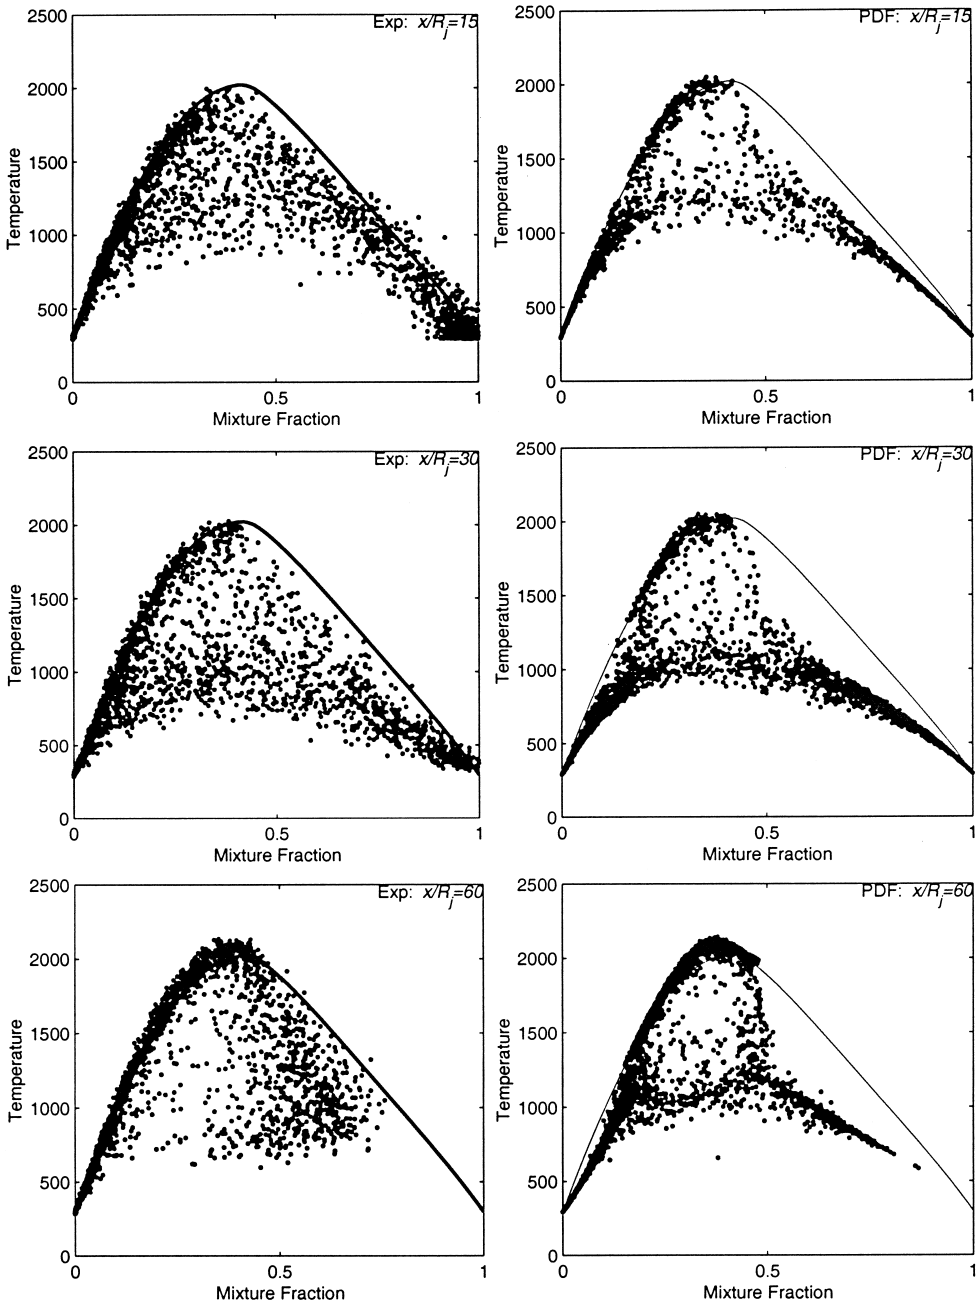 Exp: x/R_j=15
2500
2000
1500
1000
500
0
Temperature
0 0.5 1
Mixture Fraction
PDF: x/R_j=15
2500
2000
1500
1000
500
0
Temperature
0 0.5 1
Mixture Fraction
Exp: x/R_j=30
2500
2000
1500
1000
500
0
Temperature
0 0.5 1
Mixture Fraction
PDF: x/R_j=30
2500
2000
1500
1000
500
0
Temperature
0 0.5 1
Mixture Fraction
Exp: x/R_j=60
2500
2000
1500
1000
500
0
Temperature
0 0.5 1
Mixture Fraction
PDF: x/R_j=60
2500
2000
1500
1000
500
0
Temperature
0 0.5 1
Mixture Fraction